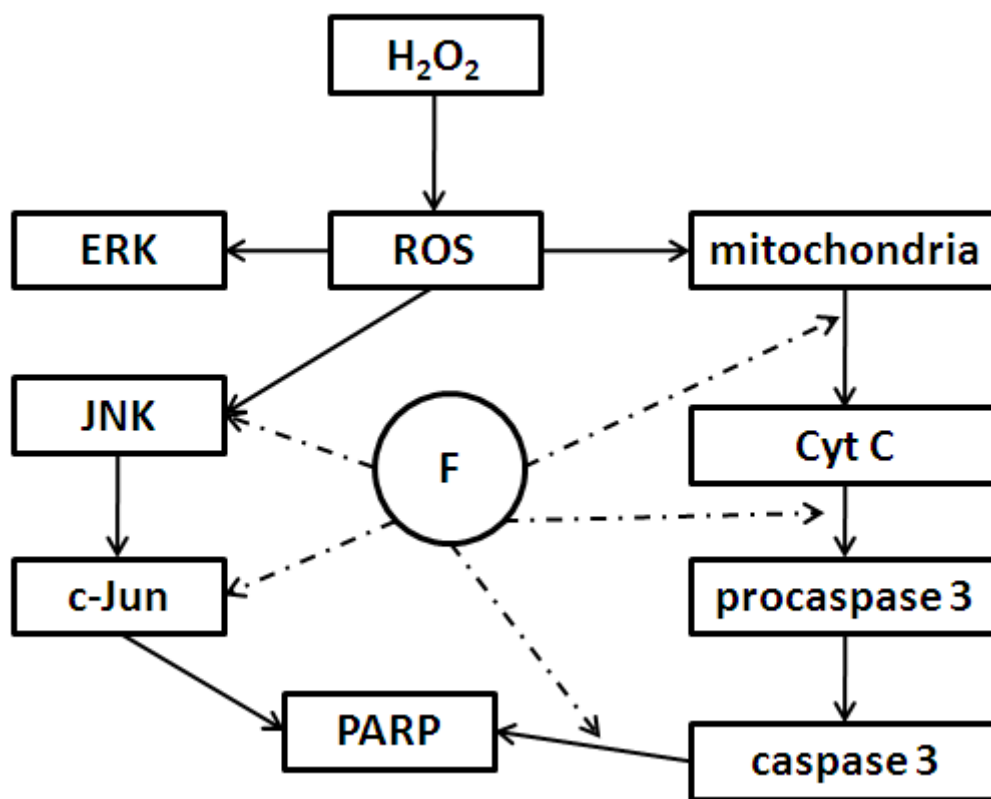 H₂O₂
ERK
ROS
mitochondria
JNK
F
Cyt C
c-Jun
procaspase 3
PARP
caspase 3